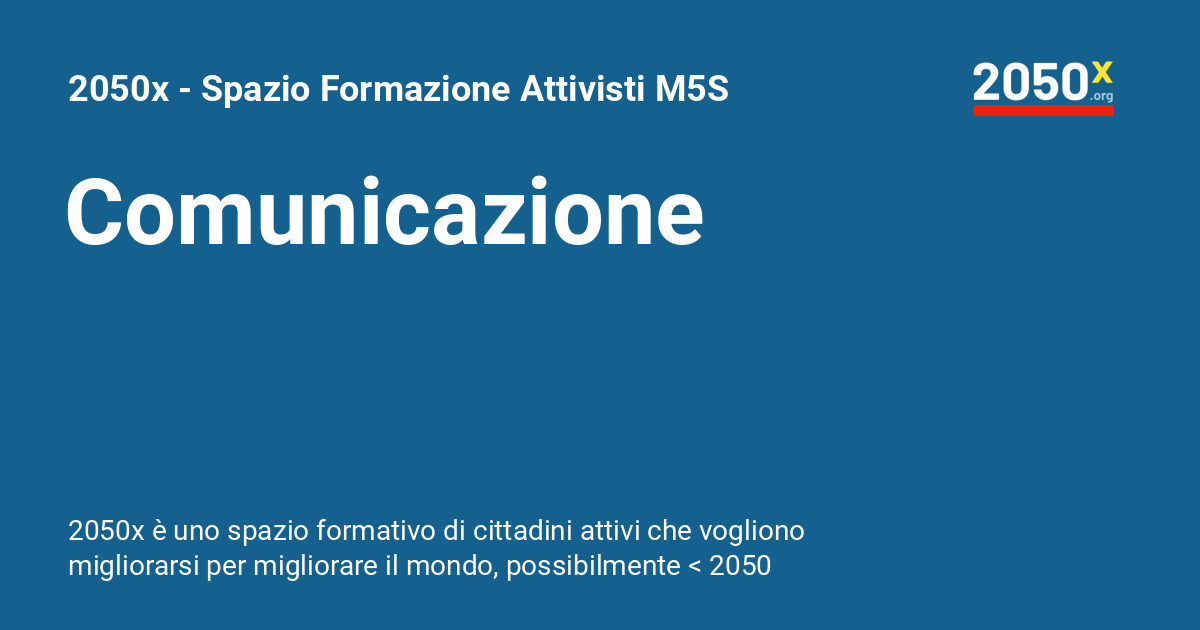 2050x - Spazio Formazione Attivisti M5S
2050x
.org
Comunicazione
2050x è uno spazio formativo di cittadini attivi che vogliono
migliorarsi per migliorare il mondo, possibilmente < 2050